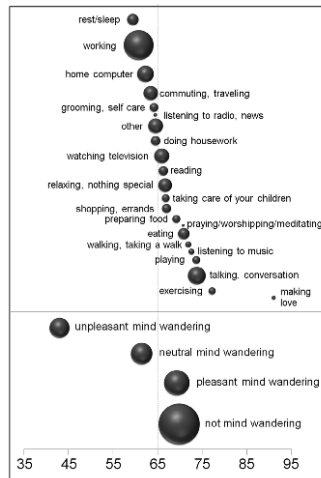 rest/sleep
working
home computer
commuting, traveling
grooming, self care
listening to radio, news
other
doing housework
watching television
reading
relaxing, nothing special
taking care of your children
shopping, errands
preparing food
praying/worshipping/meditating
eating
walking, taking a walk
listening to music
playing
talking. conversation
exercising
making
love
unpleasant mind wandering
neutral mind wandering
pleasant mind wandering
not mind wandering
35 45 55 65 75 85 95